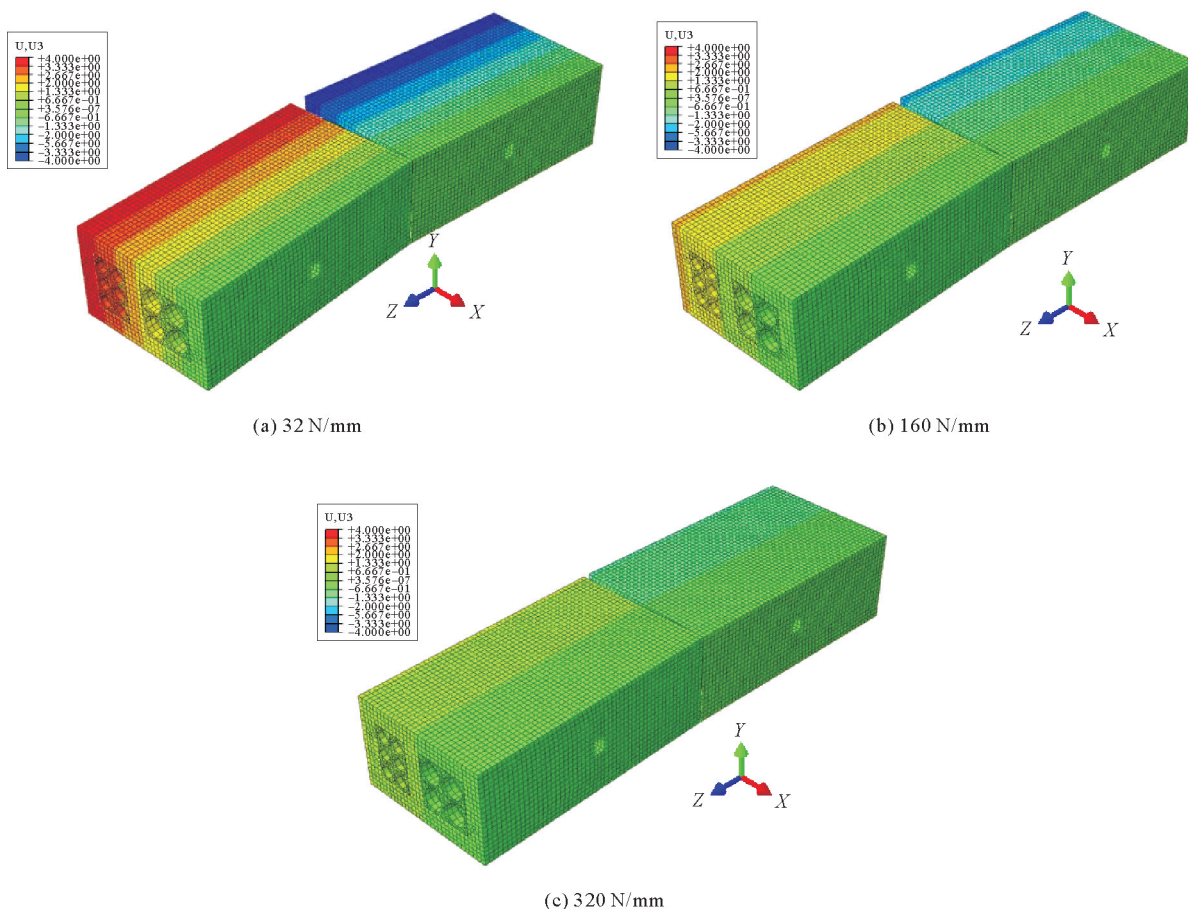 U,U3
+4.000e+00
+3.333e+00
+2.667e+00
+2.000e+00
+1.333e+00
+6.667e-01
+3.576e-07
-6.667e-01
-1.333e+00
-2.000e+00
-5.667e+00
-3.333e+00
-4.000e+00
Y
Z
X
(a) 32 N/mm
U,U3
+4.000e+00
+3.333e+00
+2.667e+00
+2.000e+00
+1.333e+00
+6.667e-01
+3.576e-07
-6.667e-01
-1.333e+00
-2.000e+00
-5.667e+00
-3.333e+00
-4.000e+00
Y
Z
X
(b) 160 N/mm
U,U3
+4.000e+00
+3.333e+00
+2.667e+00
+2.000e+00
+1.333e+00
+6.667e-01
+3.576e-07
-6.667e-01
-1.333e+00
-2.000e+00
-5.667e+00
-3.333e+00
-4.000e+00
Y
Z
X
(c) 320 N/mm